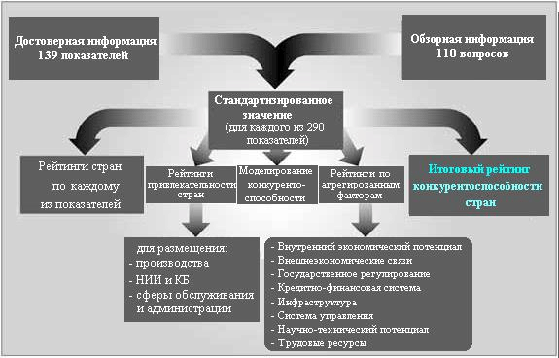 Достоверная информация
139 показателей
Обзорная информация
110 вопросов
Стандартизированное
значение
(для каждого из 290
показателей)
Рейтинги стран
по каждому
из показателей
Рейтинги
привлекательности
стран
Моделирование
конкуренто-
способности
Рейтинги по
агрегированным
факторам
Итоговый рейтинг
конкурентоспособности
стран
для размещения:
- производства
- НИИ и КБ
- сферы обслуживания
и администрации
- Внутренний экономический потенциал
- Внешнеэкономические связи
- Государственное регулирование
- Кредитно-финансовая система
- Инфраструктура
- Система управления
- Научно-технический потенциал
- Трудовые ресурсы